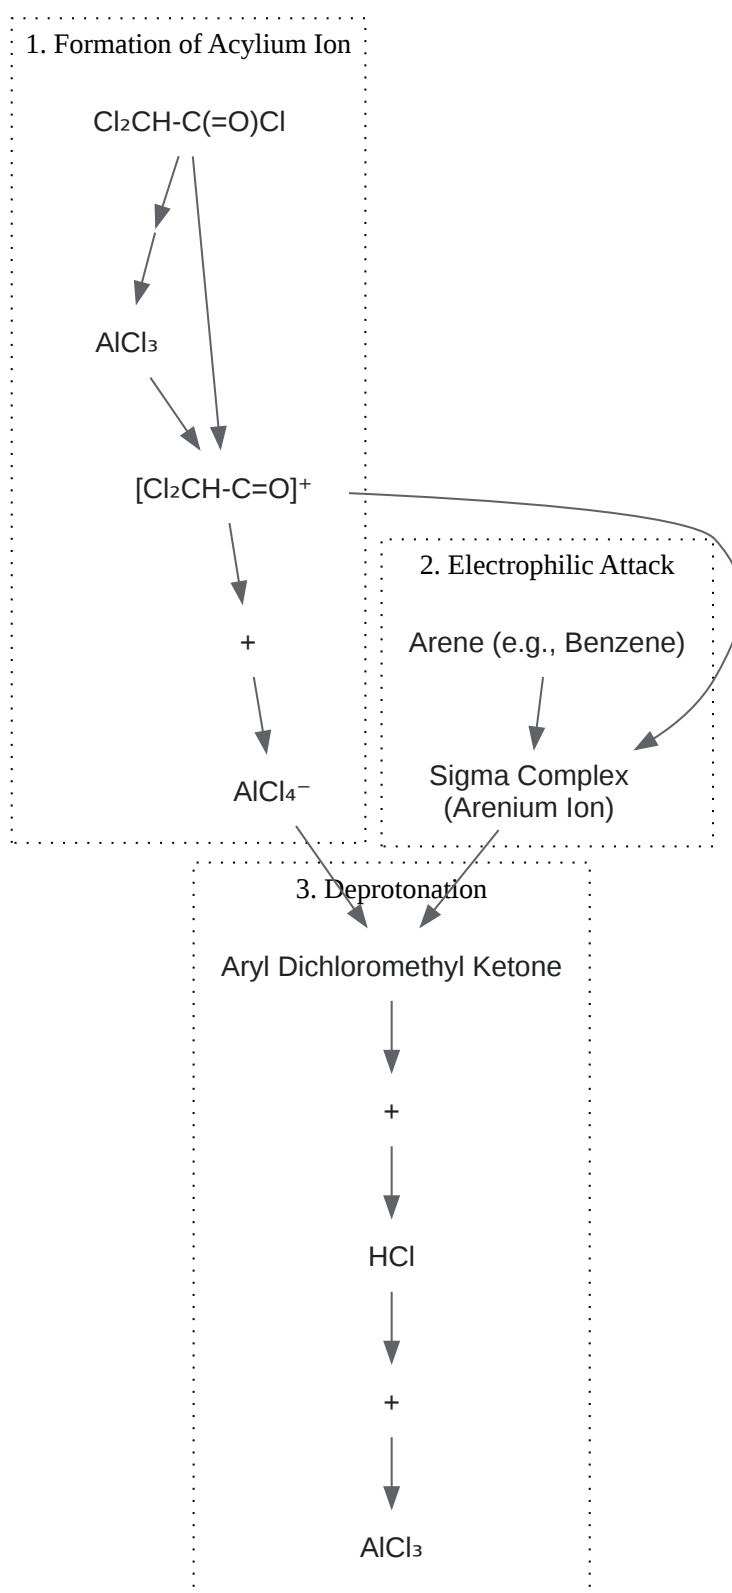 1. Formation of Acylium Ion
Cl₂CH-C(=O)Cl
AlCl₃
[Cl₂CH-C=O]⁺
+
AlCl₄⁻
2. Electrophilic Attack
Arene (e.g., Benzene)
Sigma Complex
(Arenium Ion)
3. Deprotonation
Aryl Dichloromethyl Ketone
+
HCl
+
AlCl₃